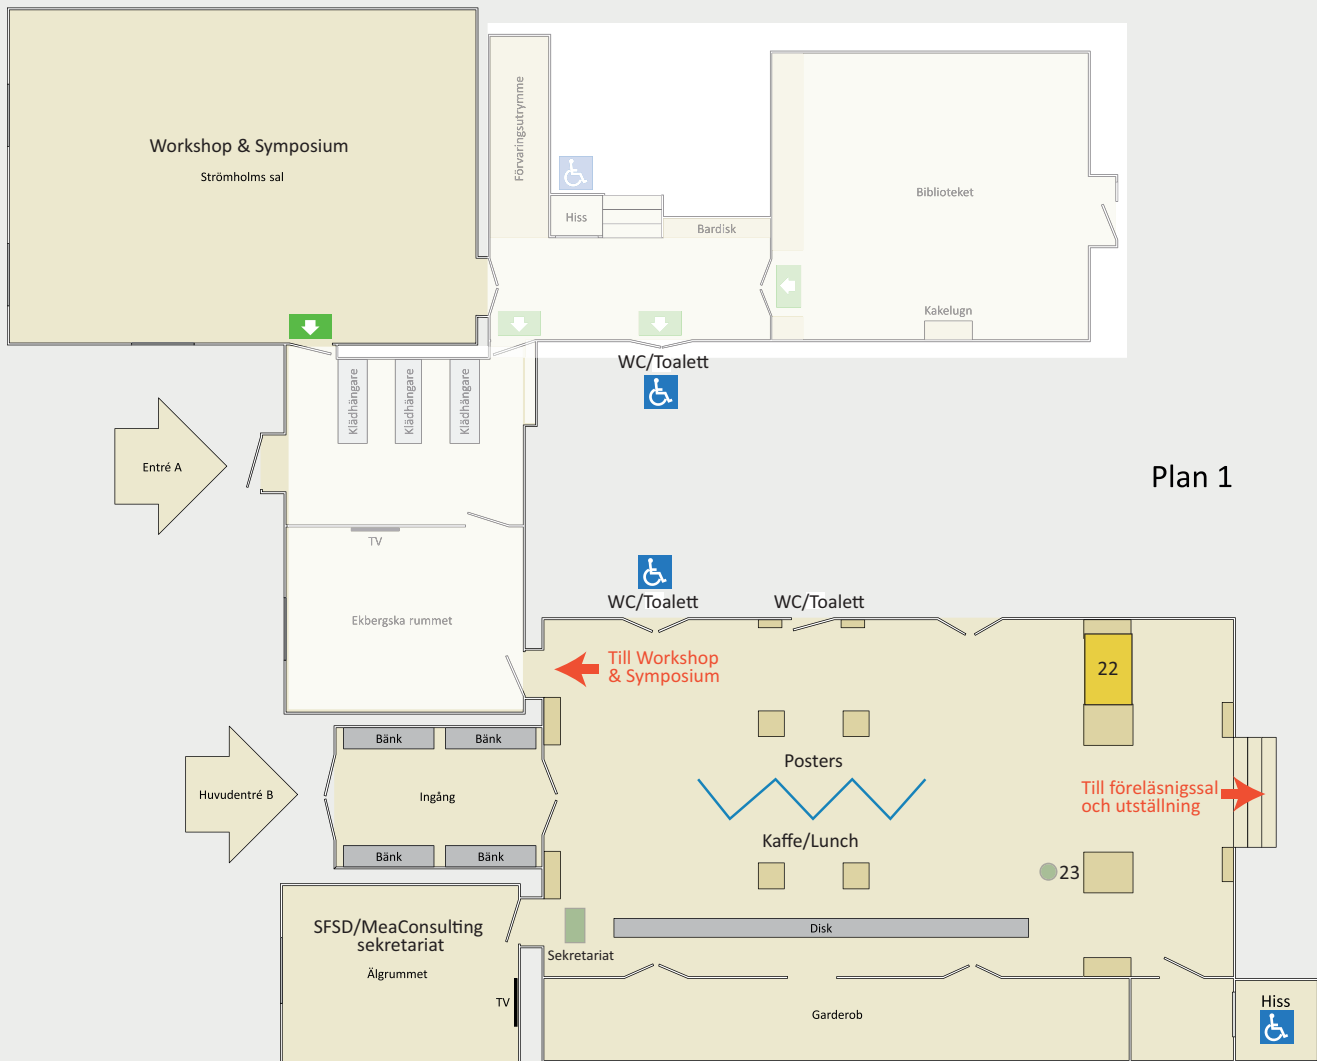 Workshop & Symposium
Strömholms sal
Förvaringsutrymme
Hiss
Bardisk
Biblioteket
Kakelugn
WC/Toalett
Klädhängare
Klädhängare
Klädhängare
Entré A
Plan 1
TV
Ekbergska rummet
WC/Toalett
WC/Toalett
Till Workshop
& Symposium
22
Bänk
Bänk
Huvudentré B
Ingång
Posters
Till föreläsnigssal
och utställning
Kaffe/Lunch
Bänk
Bänk
23
SFSD/MeaConsulting
sekretariat
Älgrummet
TV
Sekretariat
Disk
Garderob
Hiss